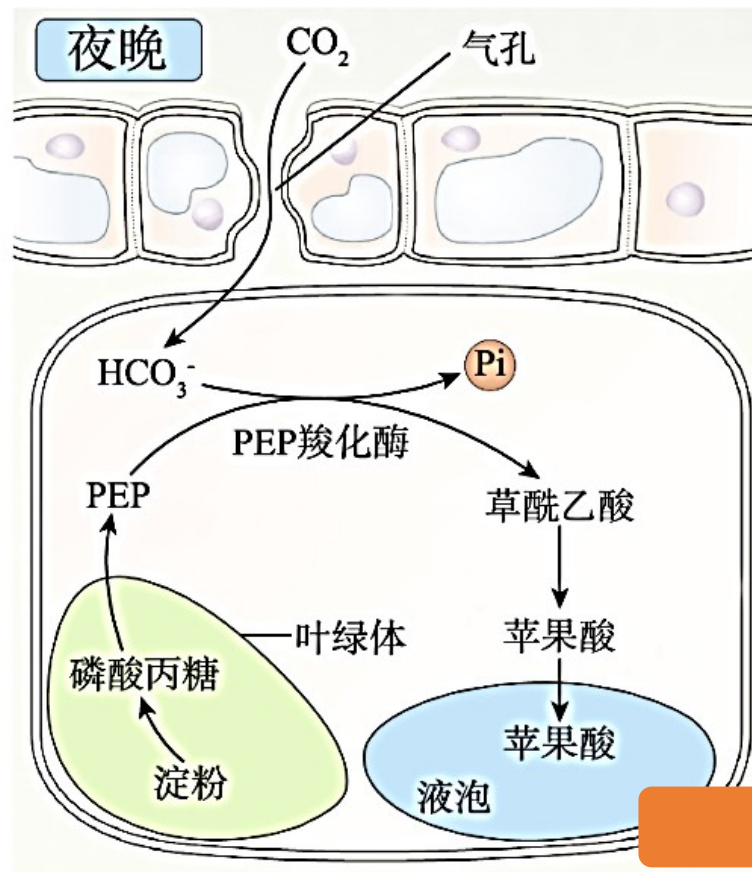 夜晚
CO₂
气孔
HCO₃⁻
Pi
PEP羧化酶
PEP
草酰乙酸
叶绿体
苹果酸
磷酸丙糖
苹果酸
淀粉
液泡